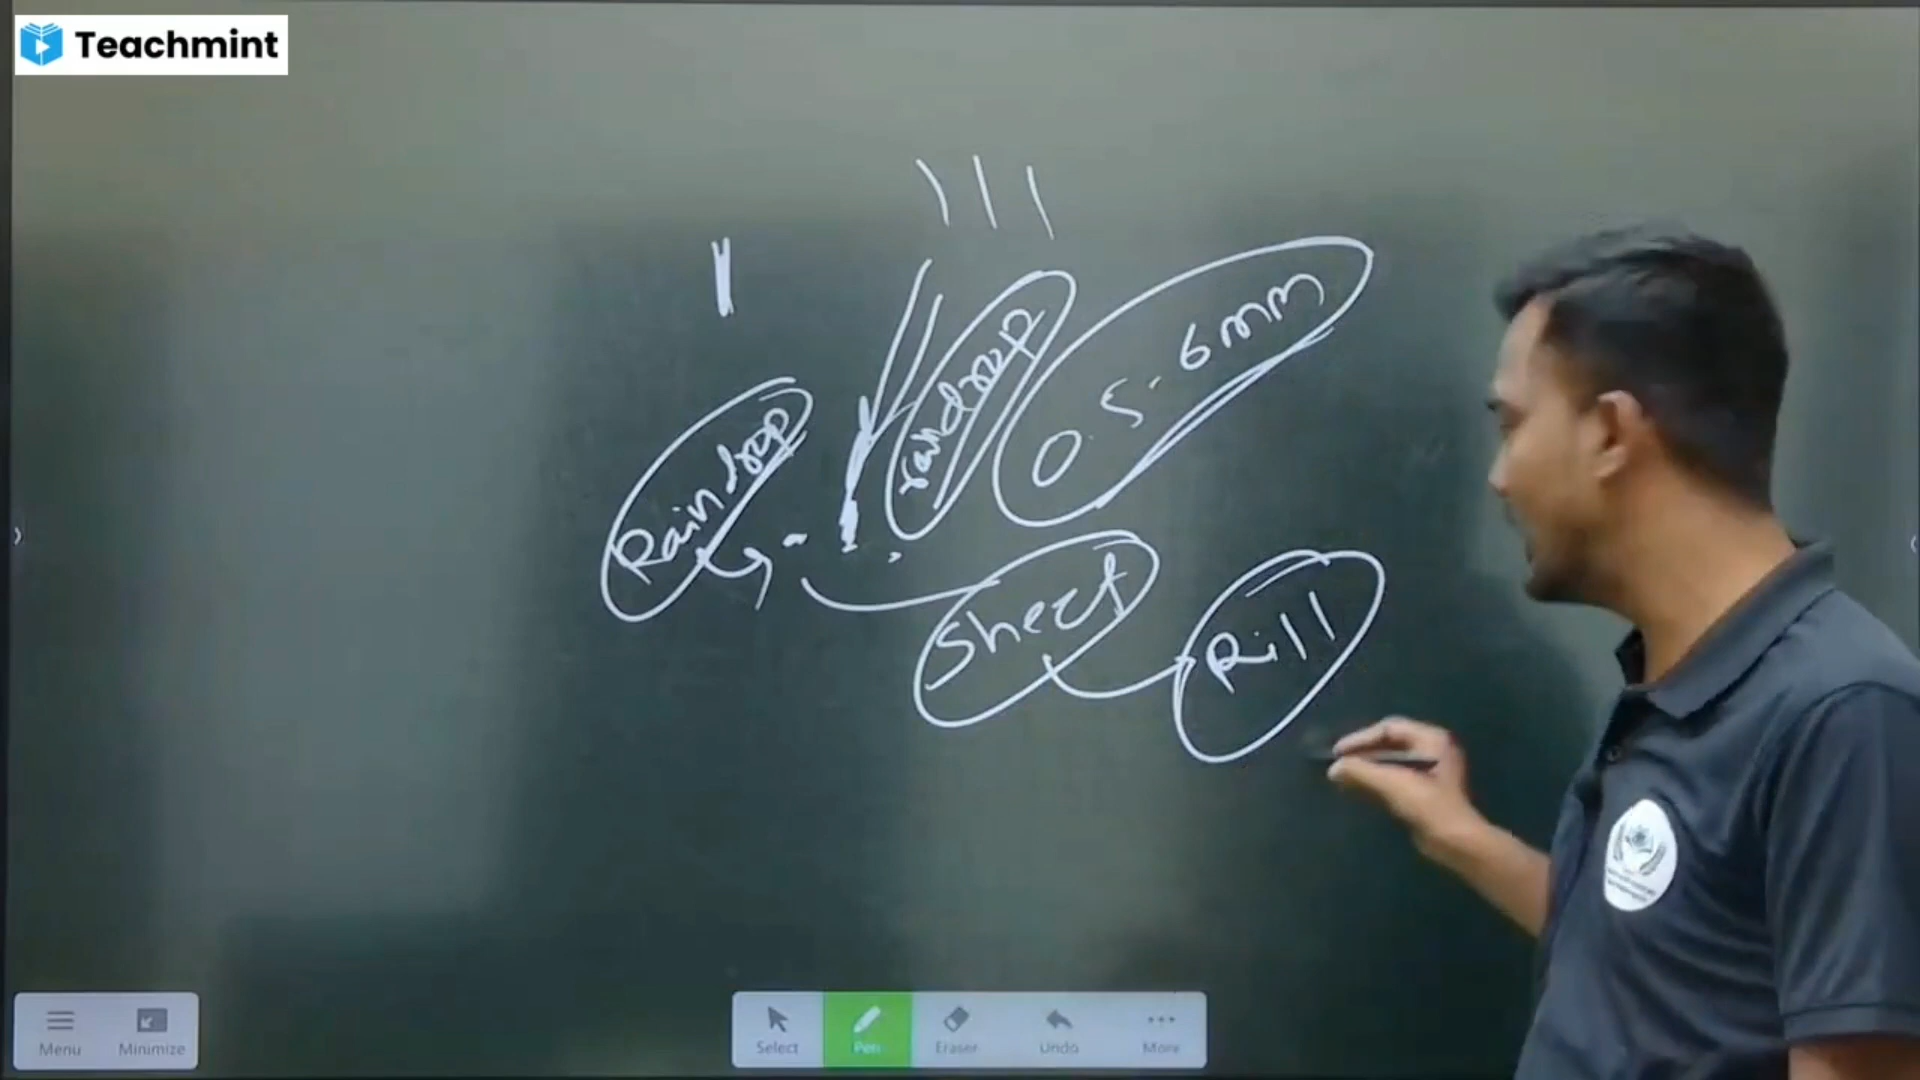 Teachmint
Raindrop
raindrop
0.5-6mm
Sheet
Rill
Menu
Minimize
Select
Pen
Eraser
Undo
More